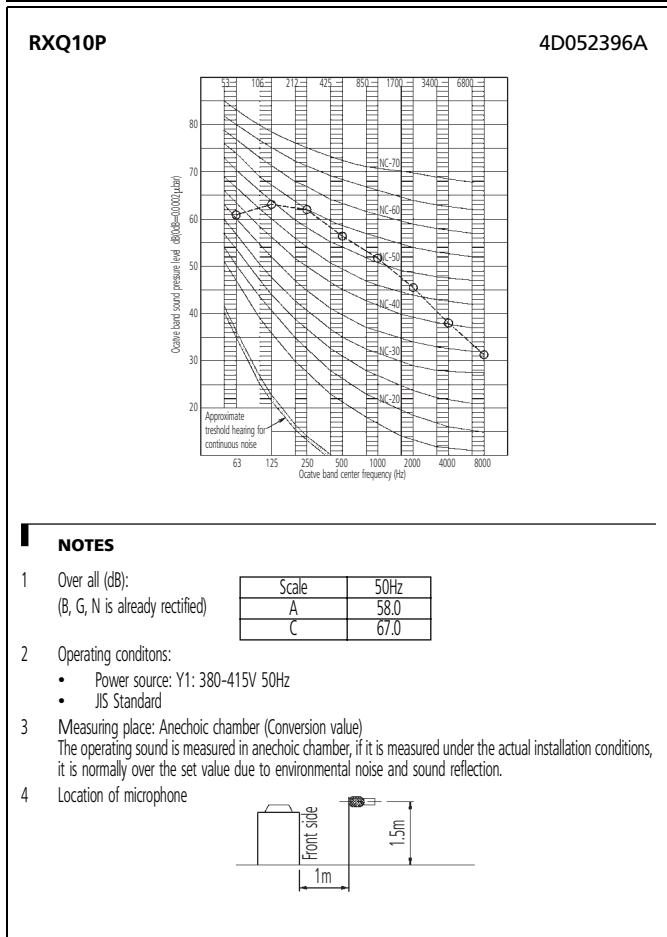 RXQ10P 4D052396A
53 106 212 425 850 1700 3400 6800
80
70
60
50
40
30
20
Ocatve band sound pressure level dB(0dB=0.0002μbar)
NC-70
NC-60
NC-50
NC-40
NC-30
NC-20
Approximate
treshold hearing for
continuous noise
63 125 250 500 1000 2000 4000 8000
Ocatve band center frequency (Hz)
NOTES
1 Over all (dB):
(B, G, N is already rectified)
Scale 50Hz
A 58.0
C 67.0
2 Operating conditons:
• Power source: Y1: 380-415V 50Hz
• JIS Standard
3 Measuring place: Anechoic chamber (Conversion value)
The operating sound is measured in anechoic chamber, if it is measured under the actual installation conditions,
it is normally over the set value due to environmental noise and sound reflection.
4 Location of microphone
Front side
1.5m
1m